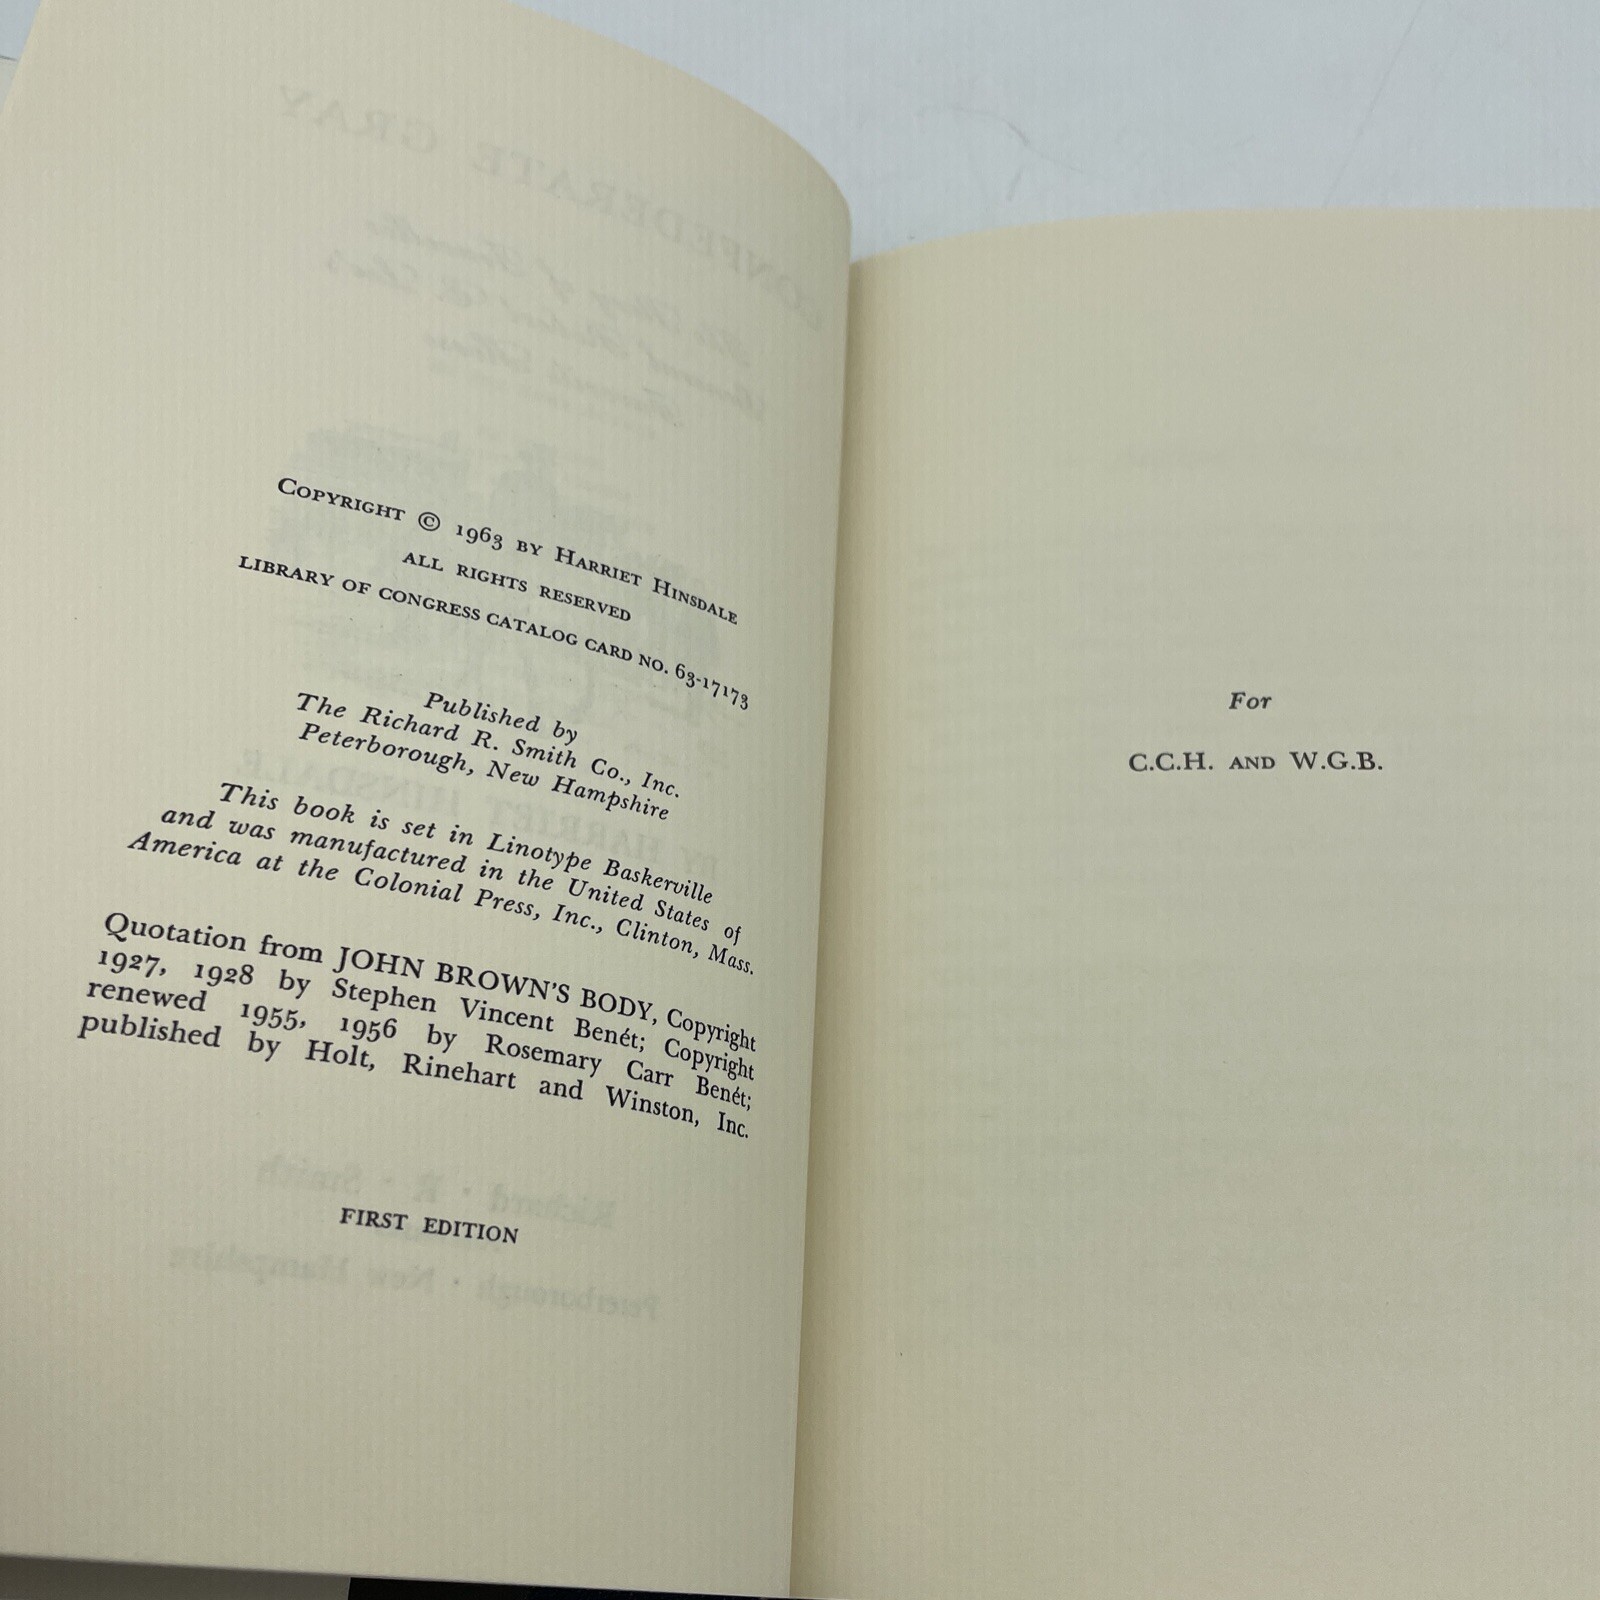 COPYRIGHT © 1963 BY HARRIET HINSDALE
ALL RIGHTS RESERVED
LIBRARY OF CONGRESS CATALOG CARD NO. 63-17173
Published by
The Richard R. Smith Co., Inc.
Peterborough, New Hampshire
This book is set in Linotype Baskerville
and was manufactured in the United States of
America at the Colonial Press, Inc., Clinton, Mass.
Quotation from JOHN BROWN'S BODY, Copyright
1927, 1928 by Stephen Vincent Benét; Copyright
renewed 1955, 1956 by Rosemary Carr Benét;
published by Holt, Rinehart and Winston, Inc.
FIRST EDITION
For
C.C.H. AND W.G.B.